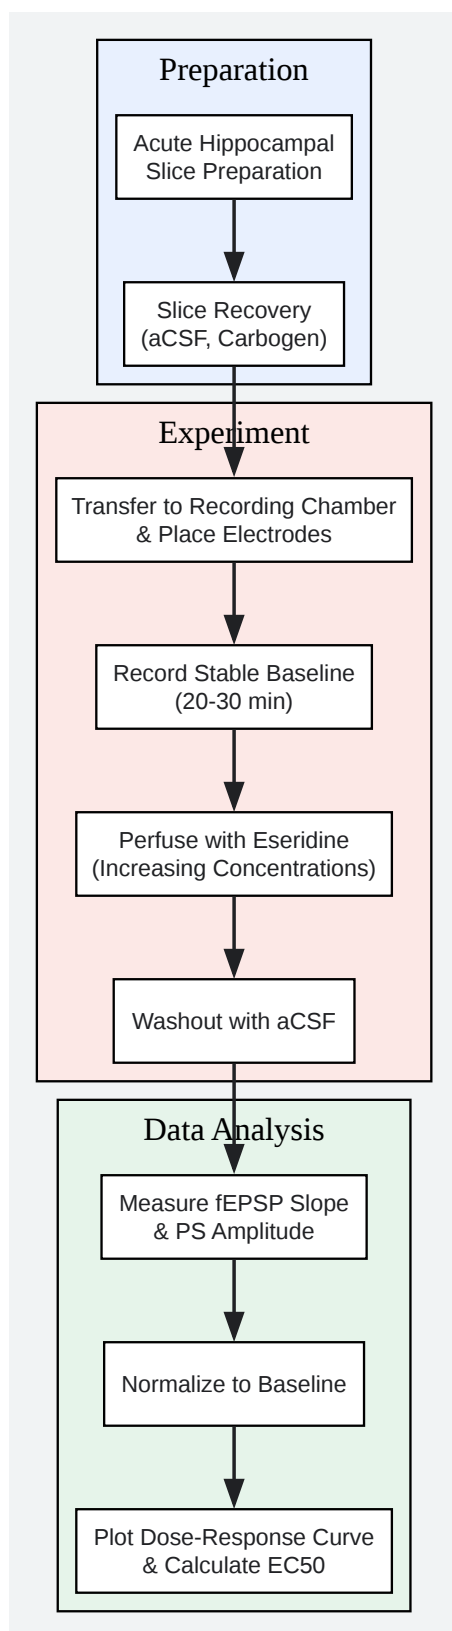 Preparation
Acute Hippocampal
Slice Preparation
Slice Recovery
(aCSF, Carbogen)
Experiment
Transfer to Recording Chamber
& Place Electrodes
Record Stable Baseline
(20-30 min)
Perfuse with Eseridine
(Increasing Concentrations)
Washout with aCSF
Data Analysis
Measure fEPSP Slope
& PS Amplitude
Normalize to Baseline
Plot Dose-Response Curve
& Calculate EC50